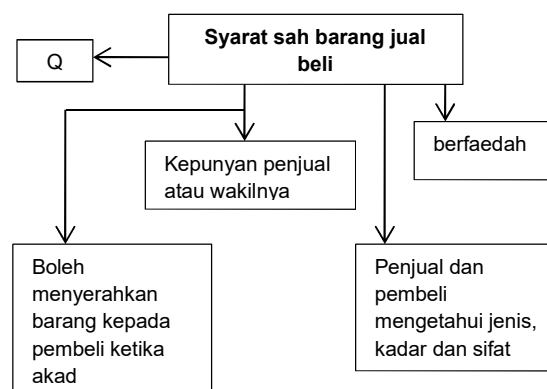 Syarat sah barang jual
beli
Q
berfaedah
Kepunyan penjual
atau wakilnya
Boleh
menyerahkan
barang kepada
pembeli ketika
akad
Penjual dan
pembeli
mengetahui jenis,
kadar dan sifat